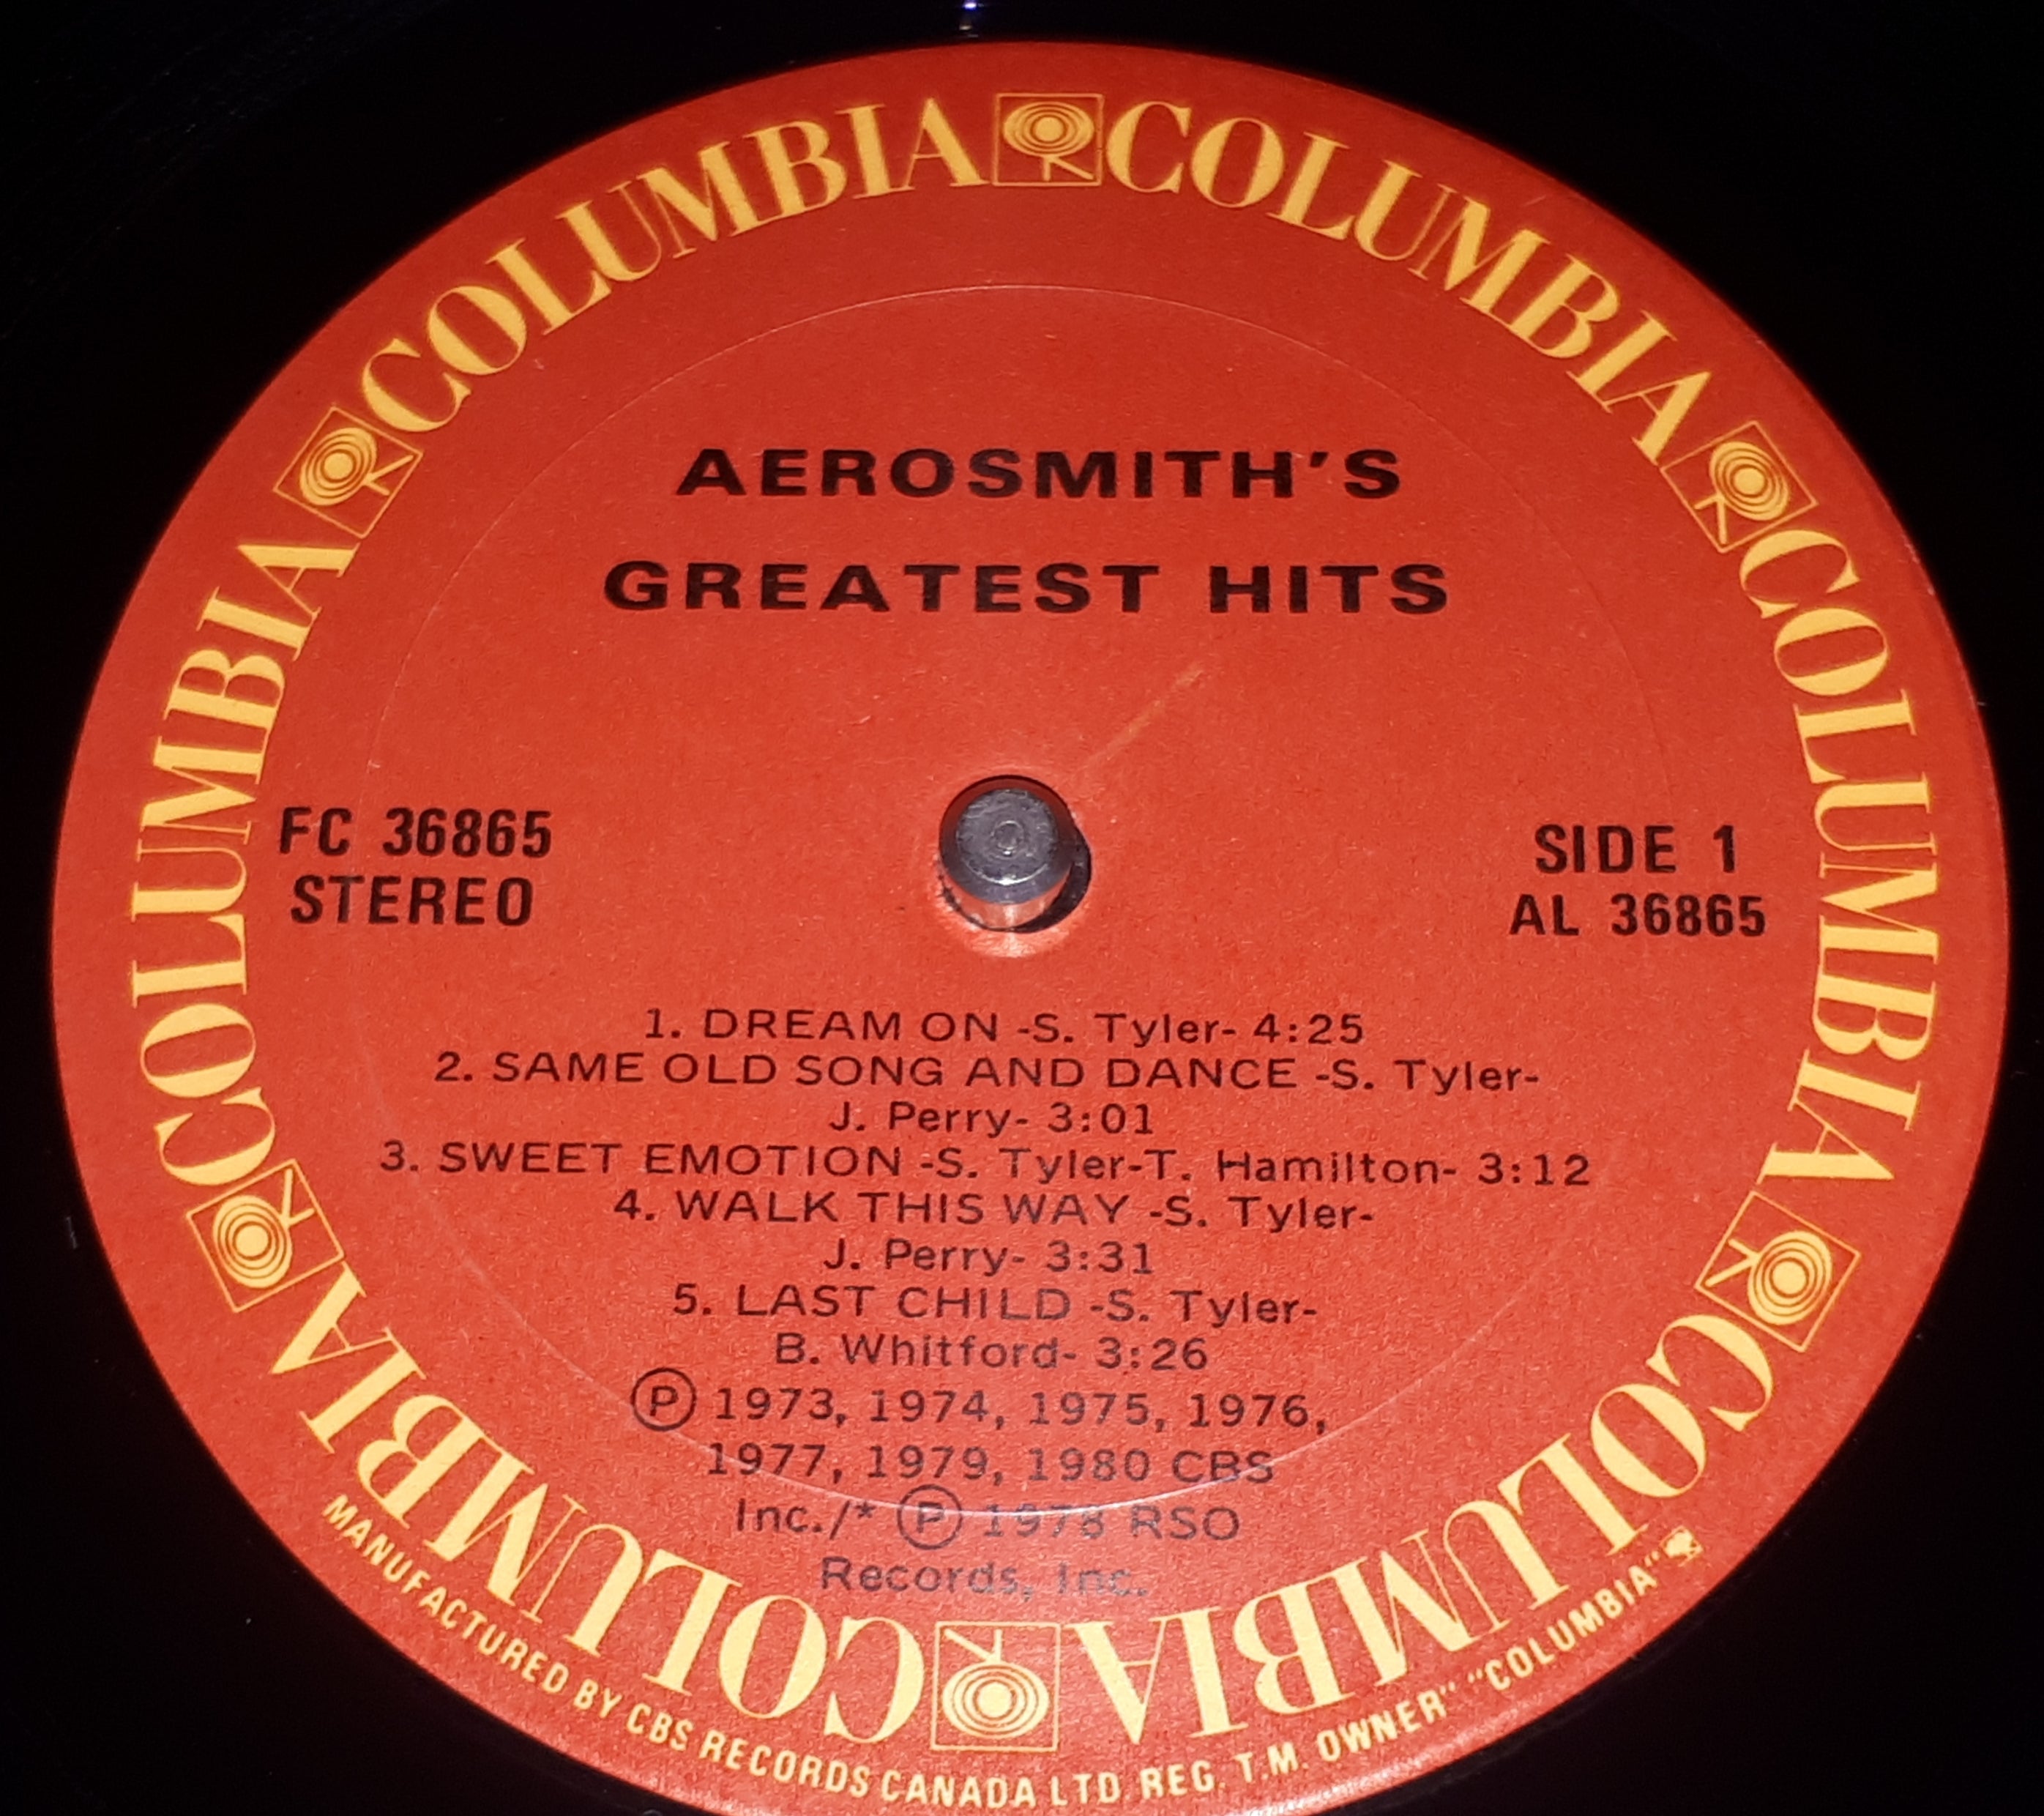 COLUMBIA COLUMBIA COLUMBIA COLUMBIA COLUMBIA COLUMBIA
AEROSMITH'S
GREATEST HITS
FC 36865
STEREO
SIDE 1
AL 36865
1. DREAM ON -S. Tyler- 4:25
2. SAME OLD SONG AND DANCE -S. Tyler-
J. Perry- 3:01
3. SWEET EMOTION -S. Tyler-T. Hamilton- 3:12
4. WALK THIS WAY -S. Tyler-
J. Perry- 3:31
5. LAST CHILD -S. Tyler-
B. Whitford- 3:26
Ⓟ 1973, 1974, 1975, 1976,
1977, 1979, 1980 CBS
Inc./* Ⓟ 1978 RSO
Records, Inc.
MANUFACTURED BY CBS RECORDS CANADA LTD. REG. T.M. OWNER" "COLUMBIA"